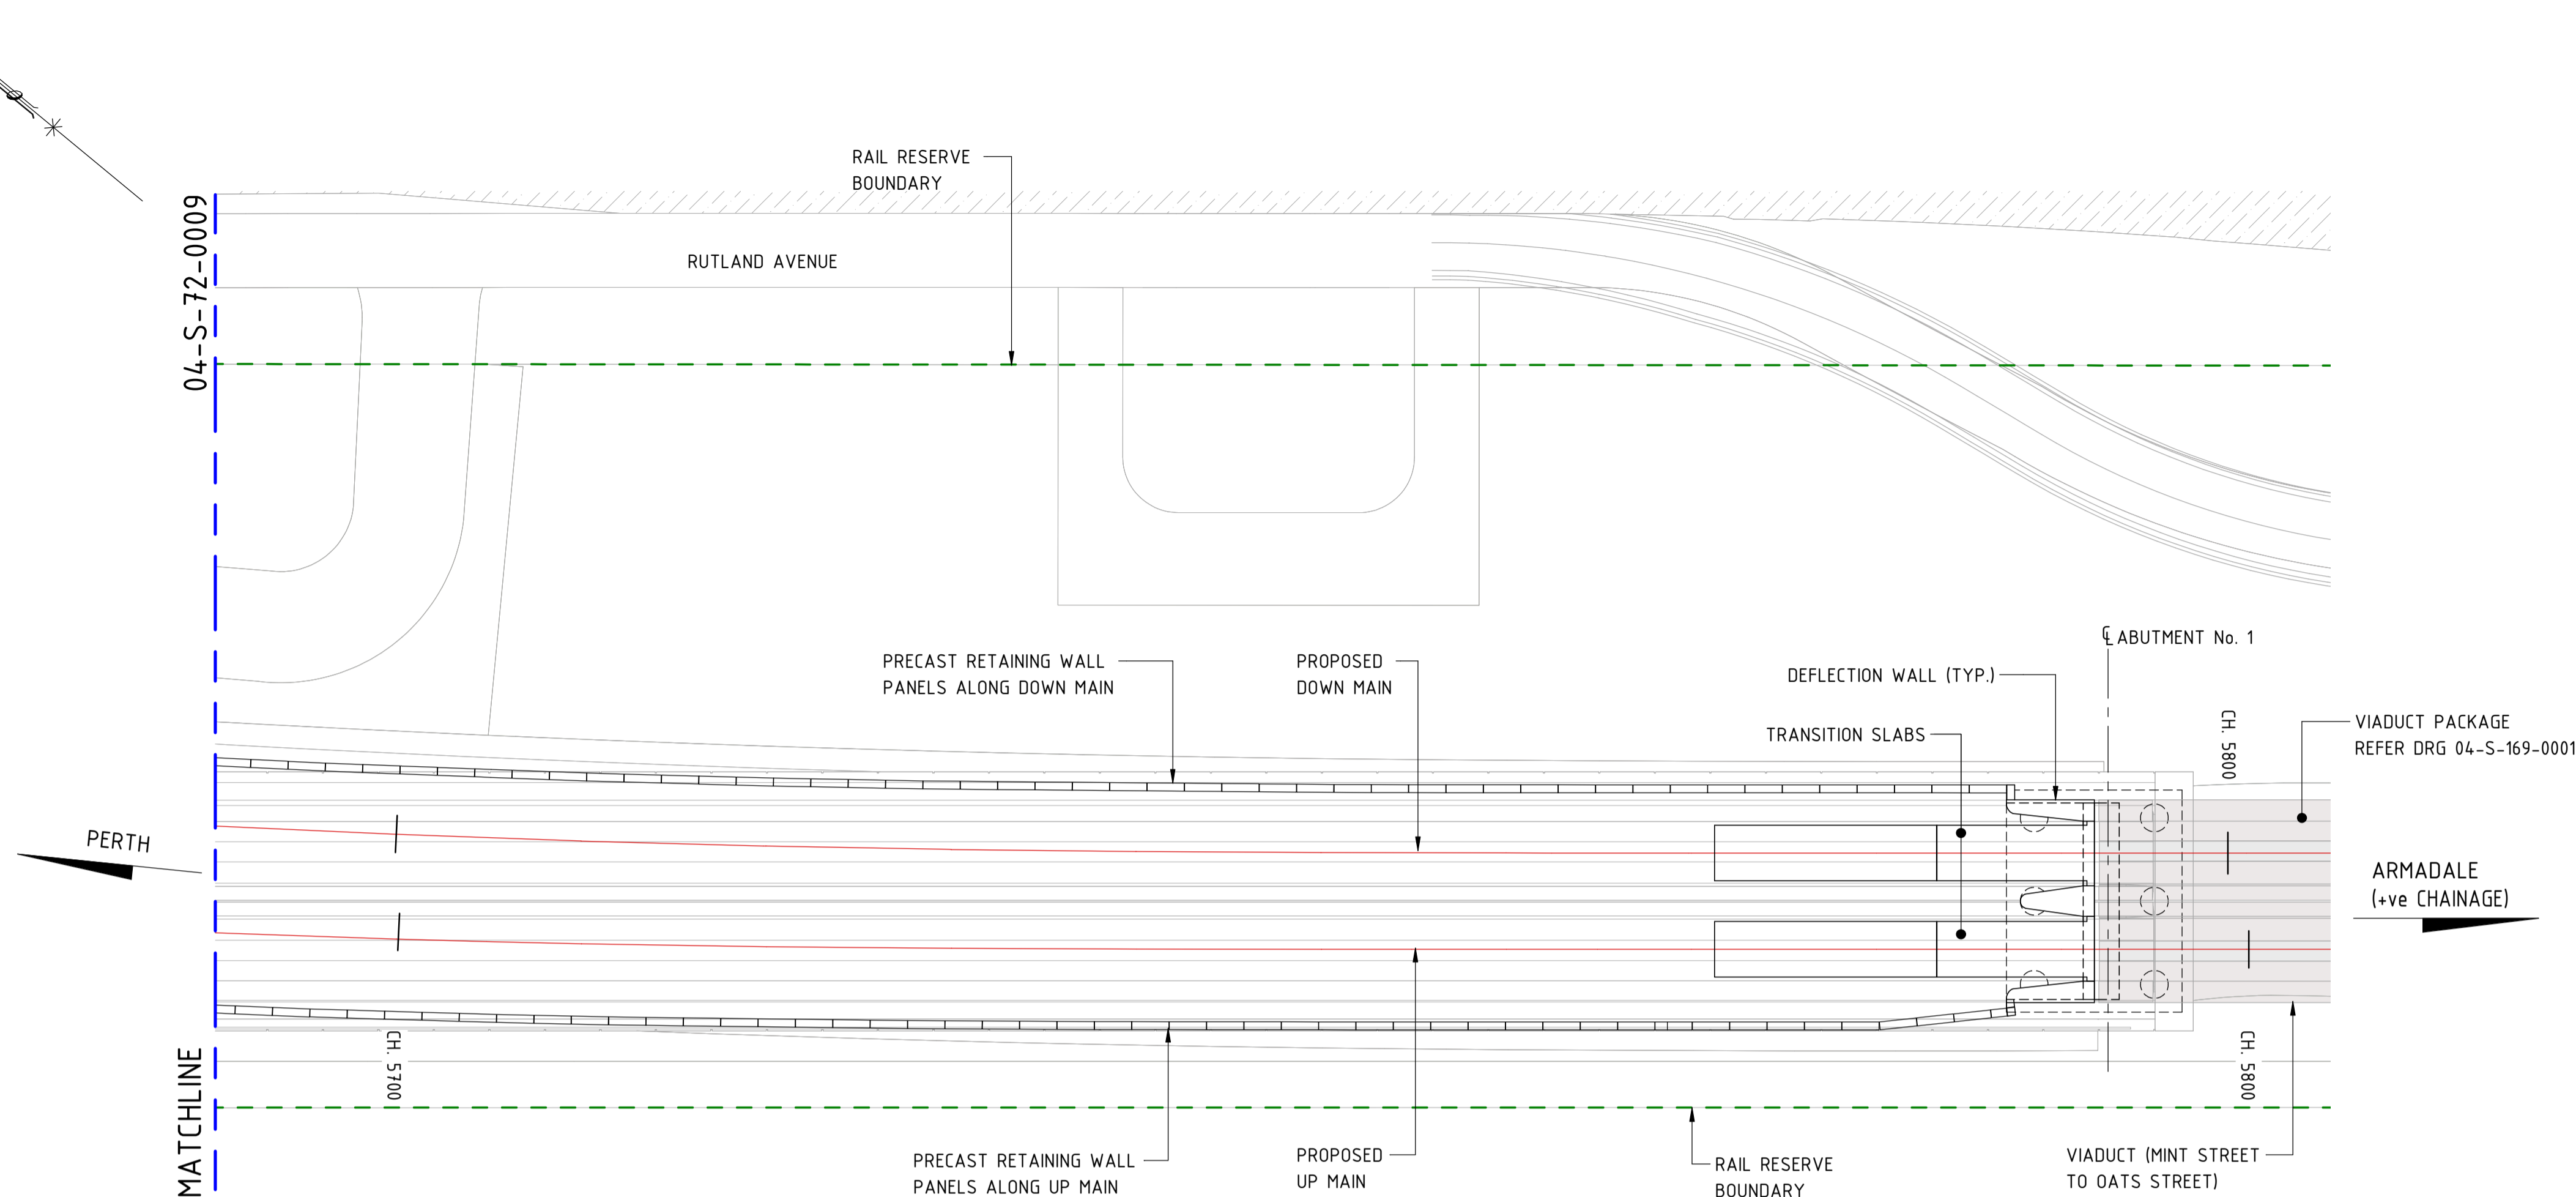 RAIL RESERVE
BOUNDARY
04-S-72-0009
RUTLAND AVENUE
℄ ABUTMENT No. 1
PRECAST RETAINING WALL
PANELS ALONG DOWN MAIN
PROPOSED
DOWN MAIN
DEFLECTION WALL (TYP.)
TRANSITION SLABS
CH. 5800
VIADUCT PACKAGE
REFER DRG 04-S-169-0001
PERTH
ARMADALE
(+ve CHAINAGE)
CH. 5700
CH. 5800
MATCHLINE
PRECAST RETAINING WALL
PANELS ALONG UP MAIN
PROPOSED
UP MAIN
RAIL RESERVE
BOUNDARY
VIADUCT (MINT STREET
TO OATS STREET)